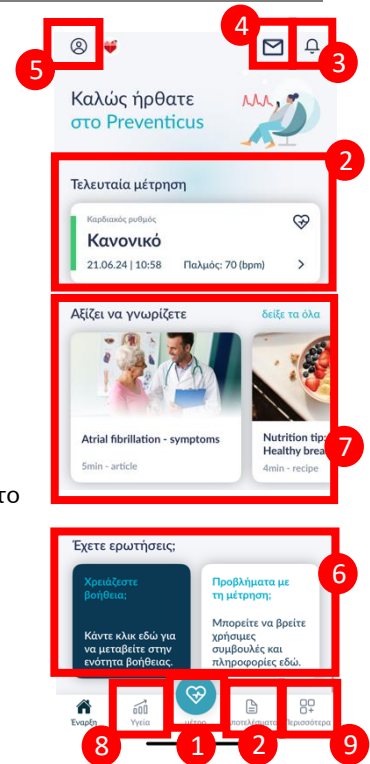 4
5
3
Καλώς ήρθατε
στο Preventicus
2
Τελευταία μέτρηση
Καρδιακός ρυθμός
Κανονικό
21.06.24 | 10:58 Παλμός: 70 (bpm)
Αξίζει να γνωρίζετε δείξε τα όλα
Atrial fibrillation - symptoms
5min - article
Nutrition tip:
Healthy brea
4min - recipe
7
το
Έχετε ερωτήσεις;
6
Χρειάζεστε
βοήθεια;
Κάντε κλικ εδώ για
να μεταβείτε στην
ενότητα βοήθειας.
Προβλήματα με
τη μέτρηση;
Μπορείτε να βρείτε
χρήσιμες
συμβουλές και
πληροφορίες εδώ.
Έναρξη Υγεία μέτρο ποτελέσματα Περισσότερα
8 1 2 9